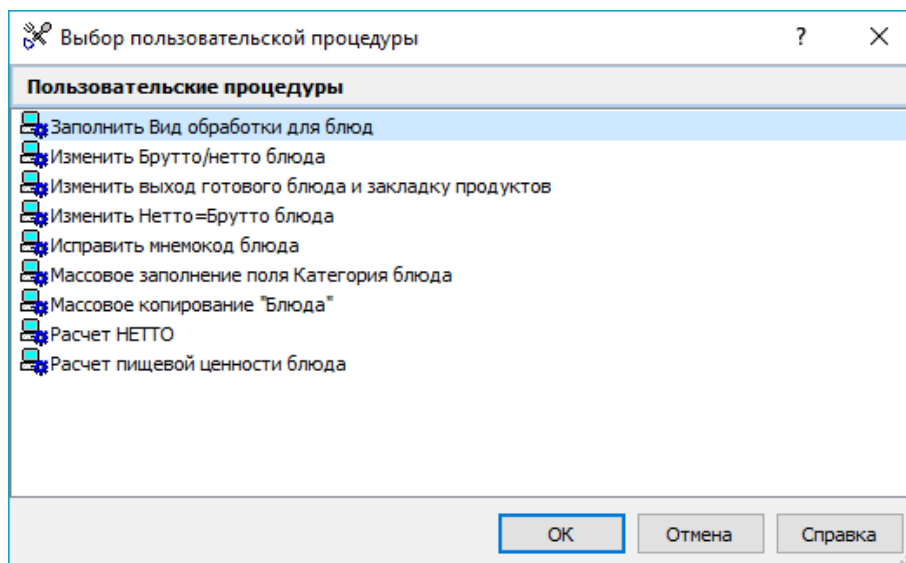 Выбор пользовательской процедуры ?
Пользовательские процедуры
Заполнить Вид обработки для блюд
Изменить Брутто/нетто блюда
Изменить выход готового блюда и закладку продуктов
Изменить Нетто=Брутто блюда
Исправить мнемокод блюда
Массовое заполнение поля Категория блюда
Массовое копирование "Блюда"
Расчет НЕТТО
Расчет пищевой ценности блюда
ОК Отмена Справка